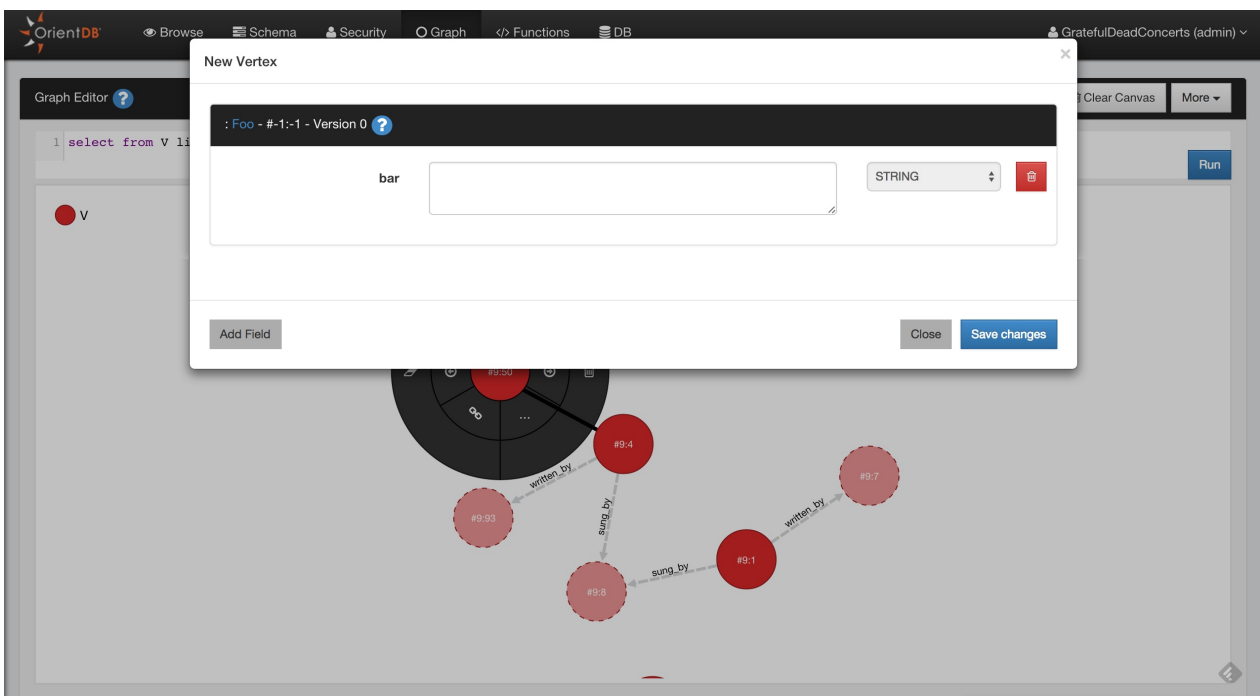 OrientDB Browse Schema Security Graph </> Functions DB GratefulDeadConcerts (admin)
New Vertex ×
Graph Editor ? Clear Canvas More
: Foo - #-1:-1 - Version 0 ?
1 select from V li
Run
bar STRING
V
Add Field Close Save changes
#9:50
...
#9:4
written_by
#9:7
#9:93
sung_by
written_by
#9:1
sung_by
#9:8